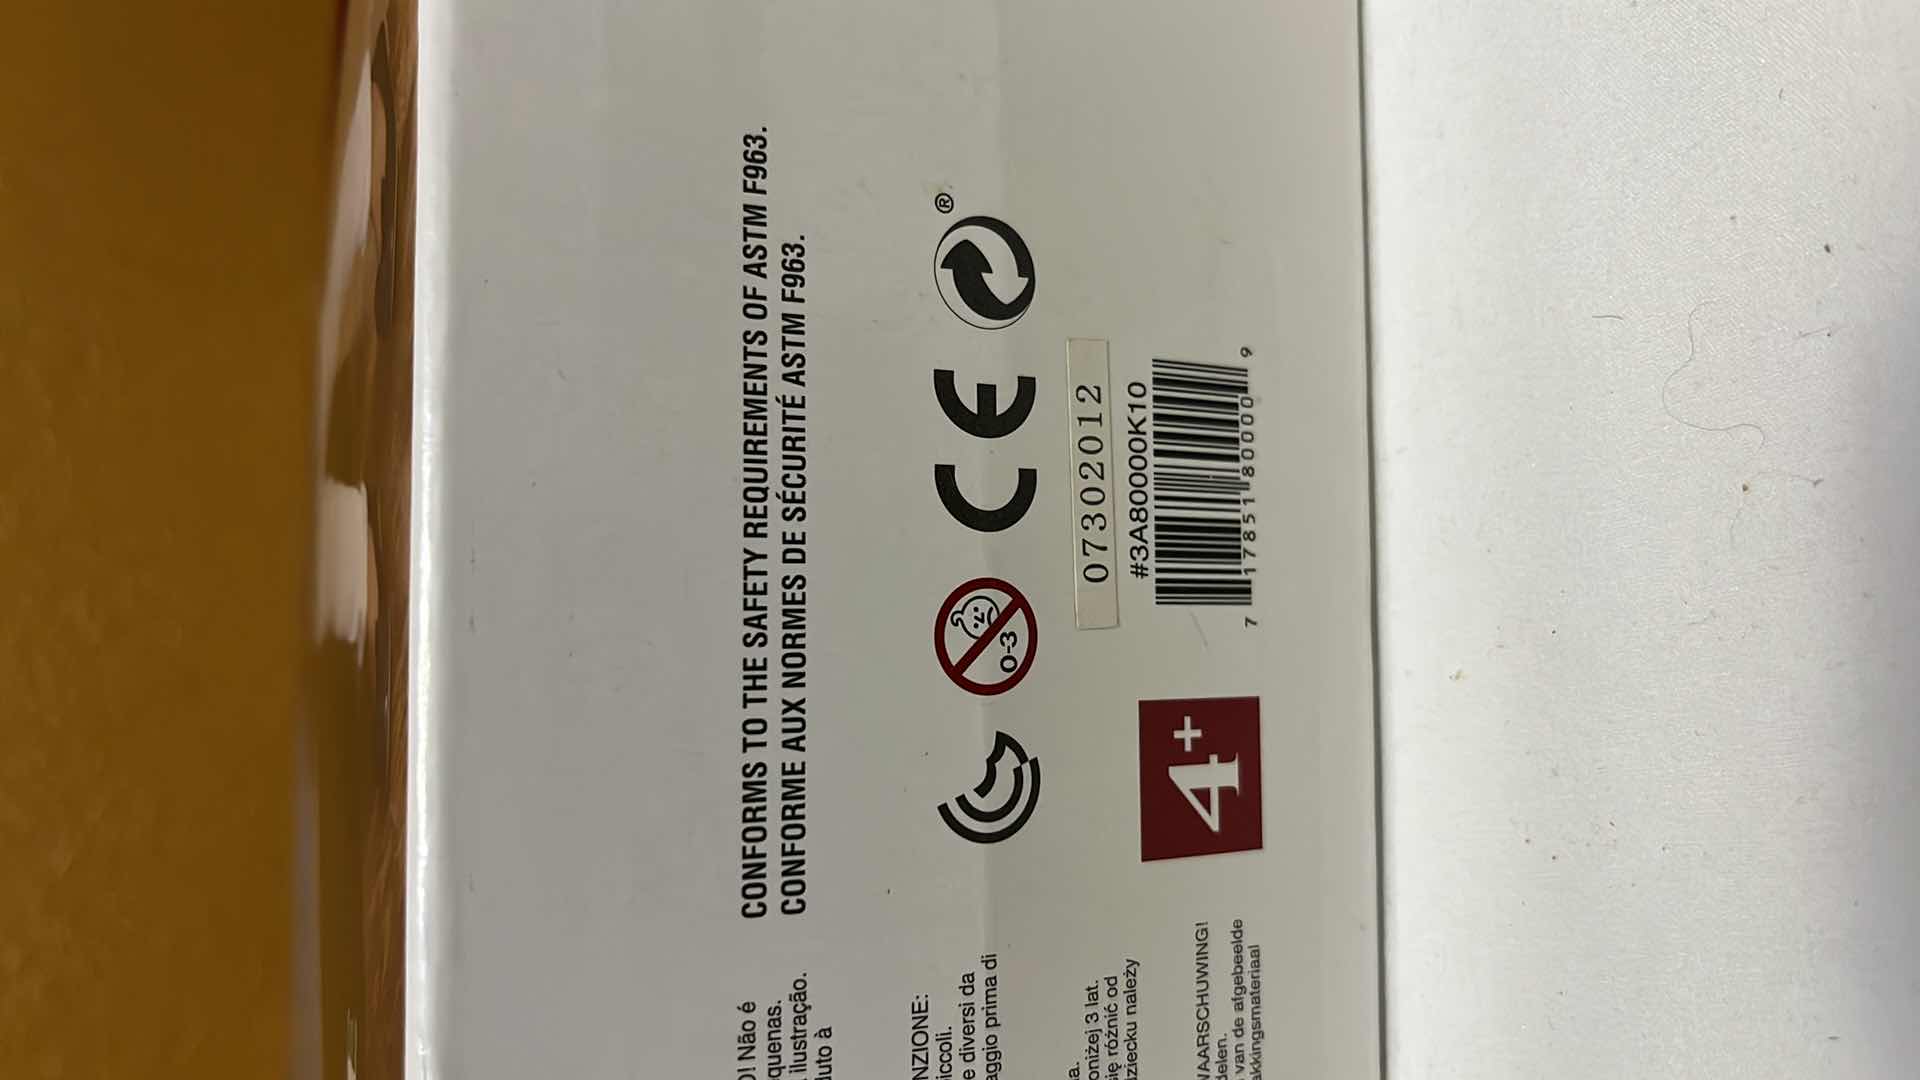 CONFORMS TO THE SAFETY REQUIREMENTS OF ASTM F963.
CONFORME AUX NORMES DE SÉCURITÉ ASTM F963.
! Não é
quenas.
ilustração.
duto à
NZIONE:
iccoli.
e diversi da
aggio prima di
0-3
CE
®
07302012
#3A80000K10
7 17851 80000 9
4+
a.
oniżej 3 lat.
się różnić od
dziecku należy
WAARSCHUWING!
delen.
van de afgebeelde
akkingsmateriaal